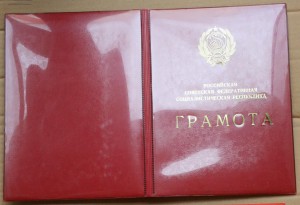 РОССИЙСКАЯ
СОВЕТСКАЯ ФЕДЕРАТИВНАЯ
СОЦИАЛИСТИЧЕСКАЯ РЕСПУБЛИКА
ГРАМОТА